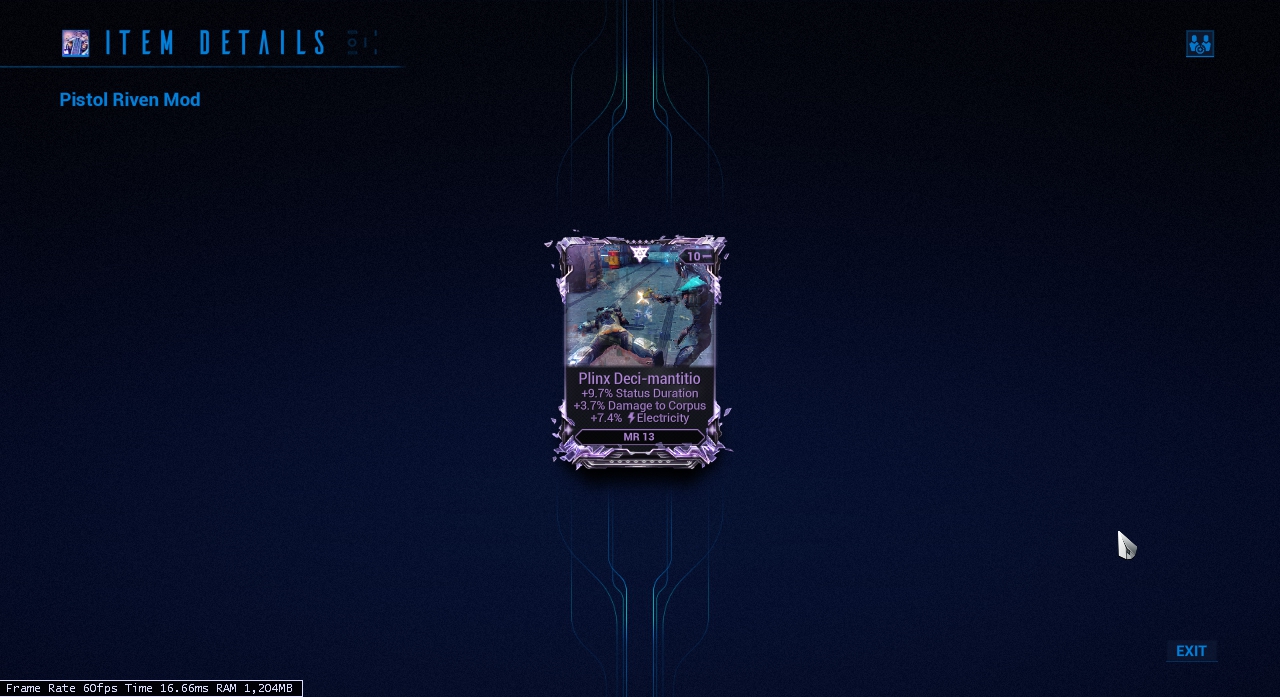 ITEM DETAILS
Pistol Riven Mod
10
Plinx Deci-mantitio
+9.7% Status Duration
+3.7% Damage to Corpus
+7.4% Electricity
MR 13
EXIT
Frame Rate 60fps Time 16.66ms RAM 1,204MB